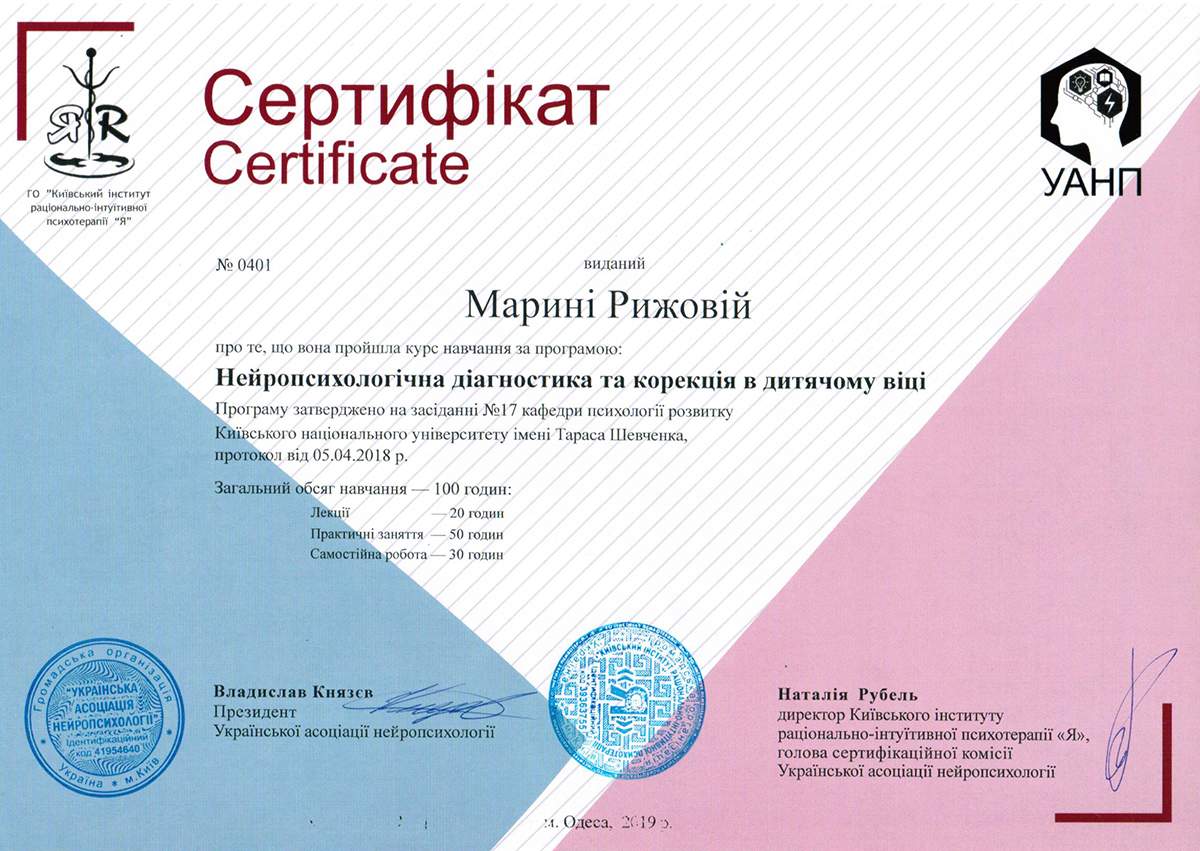 Сертифікат
Certificate
ЯR
ГО "Київський інститут
раціонально-інтуїтивної
психотерапії “Я”
УАНП
№ 0401
виданий
Марині Рижовій
про те, що вона пройшла курс навчання за програмою:
Нейропсихологічна діагностика та корекція в дитячому віці
Програму затверджено на засіданні №17 кафедри психології розвитку
Київського національного університету імені Тараса Шевченка,
протокол від 05.04.2018 р.
Загальний обсяг навчання — 100 годин:
Лекції — 20 годин
Практичні заняття — 50 годин
Самостійна робота — 30 годин
Громадська організація
"УКРАЇНСЬКА
АСОЦІАЦІЯ
НЕЙРОПСИХОЛОГІЇ"
Ідентифікаційний
код 41954640
Україна * м.Київ
Владислав Князєв
Президент
Української асоціації нейропсихології
КИЇВСЬКИЙ ІНСТИТУТ
ПСИХОТЕРАПІЇ
Наталія Рубель
директор Київського інституту
раціонально-інтуїтивної психотерапії «Я»,
голова сертифікаційної комісії
Української асоціації нейропсихології
м. Одеса, 2019 р.